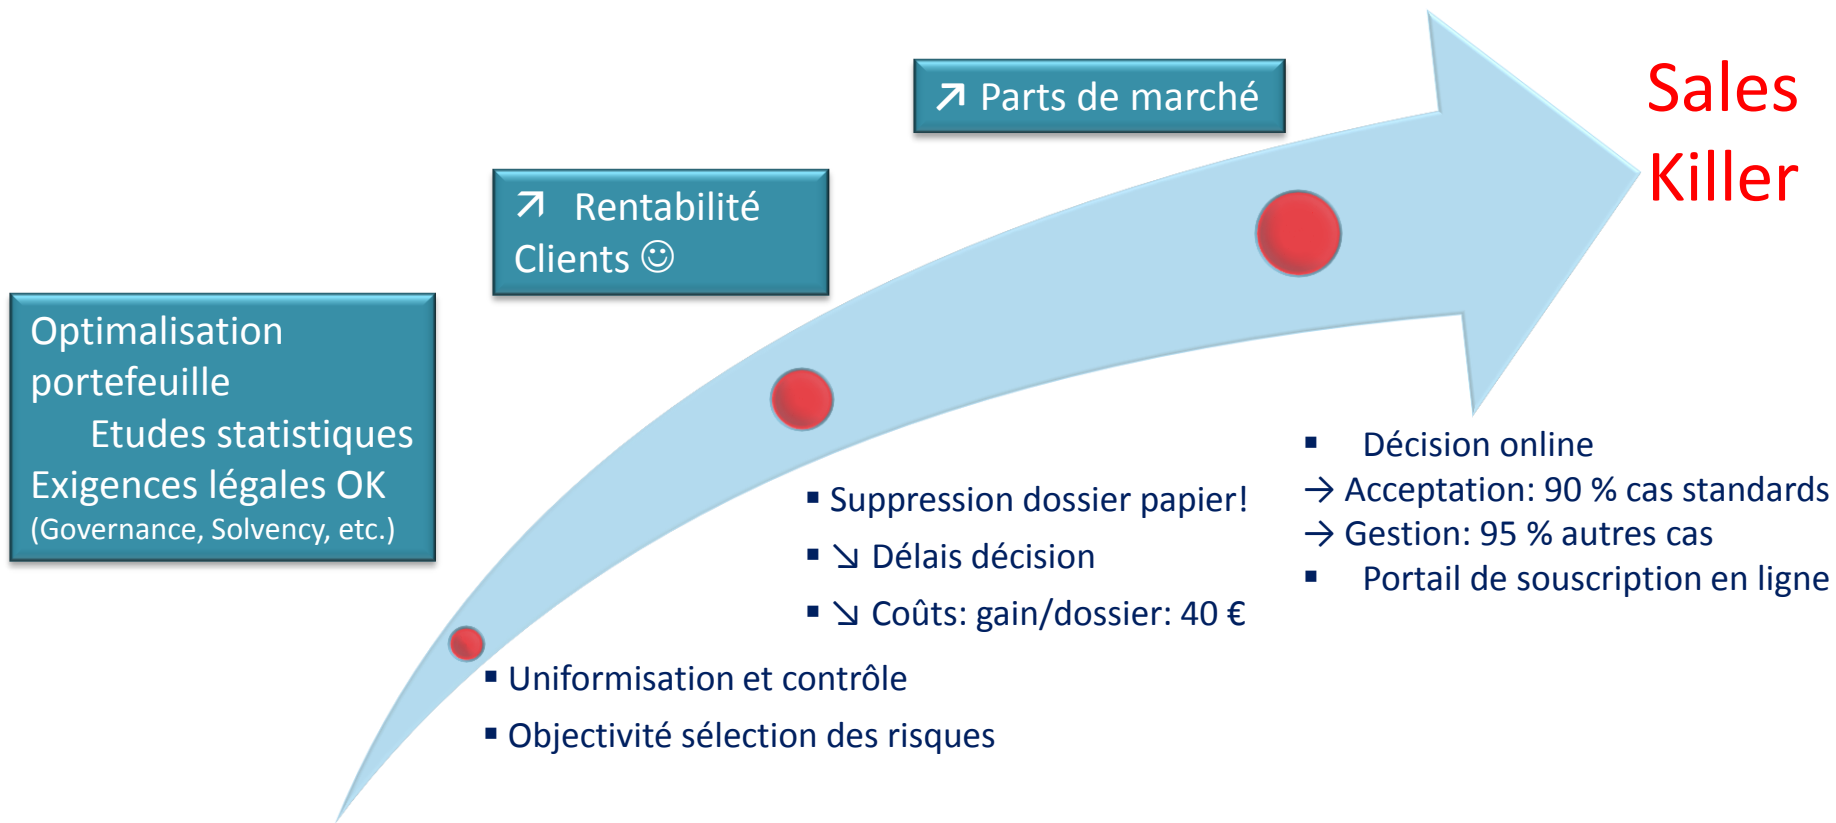 Sales
Killer
↗ Parts de marché
↗ Rentabilité
Clients ☺
Optimalisation
portefeuille
Etudes statistiques
Exigences légales OK
(Governance, Solvency, etc.)
▪ Décision online
→ Acceptation: 90 % cas standards
→ Gestion: 95 % autres cas
▪ Portail de souscription en ligne
▪ Suppression dossier papier!
▪ ↘ Délais décision
▪ ↘ Coûts: gain/dossier: 40 €
▪ Uniformisation et contrôle
▪ Objectivité sélection des risques